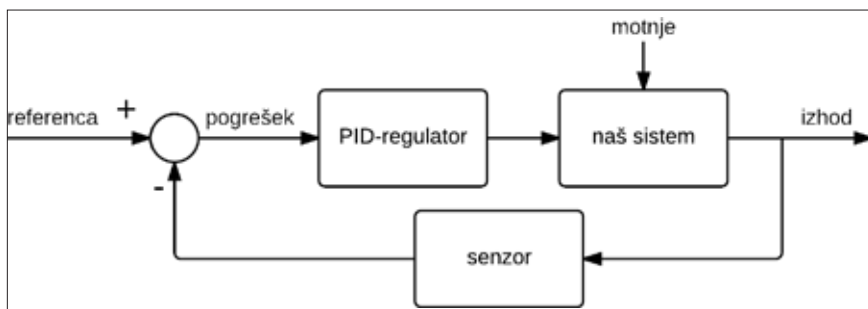 motnje
referenca
+
pogrešek
PID-regulator
naš sistem
izhod
-
senzor